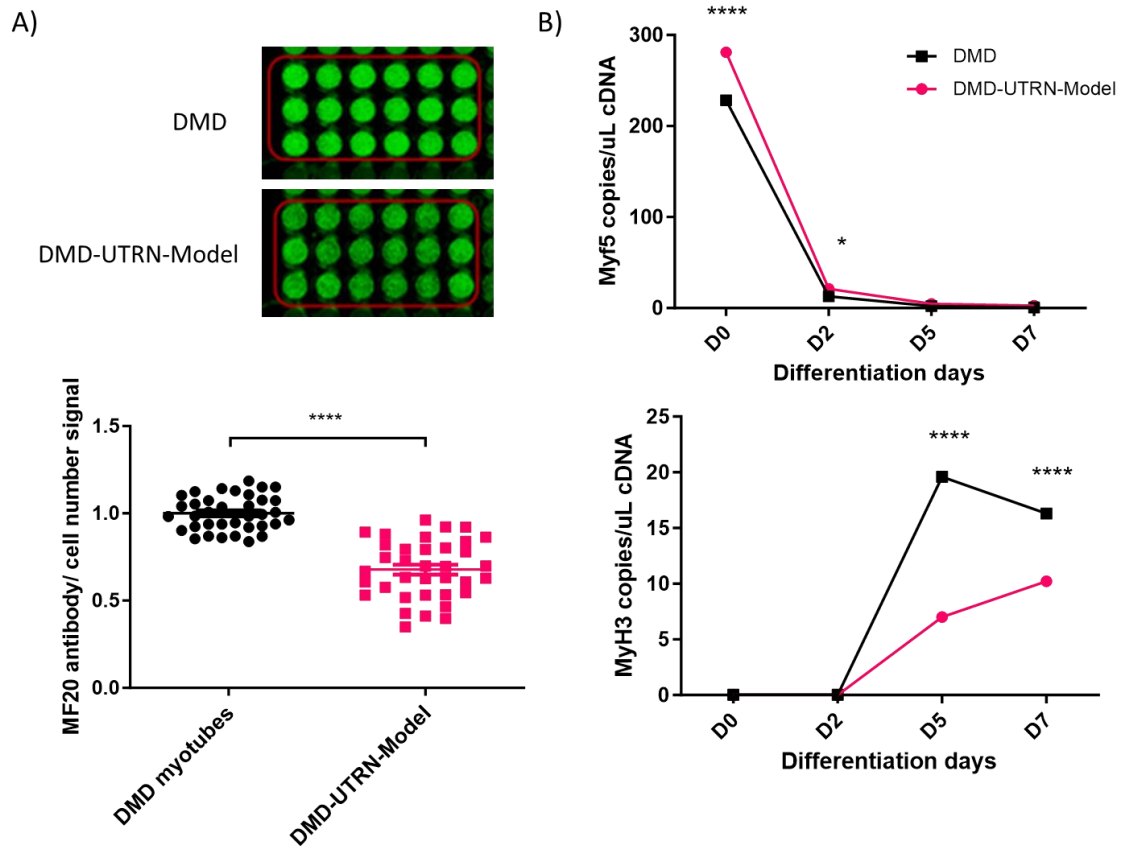 A)
DMD
DMD-UTRN-Model
MF20 antibody/ cell number signal
1.5
1.0
0.5
0.0
****
DMD myotubes
DMD-UTRN-Model
B)
Myf5 copies/uL cDNA
300
200
100
0
****
*
DMD
DMD-UTRN-Model
D0
D2
D5
D7
Differentiation days
MyH3 copies/uL cDNA
25
20
15
10
5
0
****
****
D0
D2
D5
D7
Differentiation days